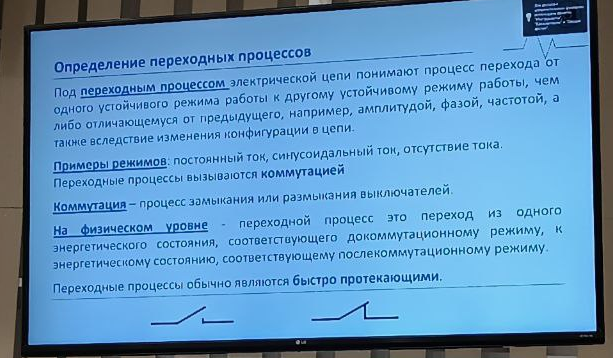 Определение переходных процессов
Под переходным процессом электрической цепи понимают процесс перехода от
одного устойчивого режима работы к другому устойчивому режиму работы, чем
либо отличающемуся от предыдущего, например, амплитудой, фазой, частотой, а
также вследствие изменения конфигурации в цепи.
Примеры режимов: постоянный ток, синусоидальный ток, отсутствие тока.
Переходные процессы вызываются коммутацией
Коммутация – процесс замыкания или размыкания выключателей.
На физическом уровне - переходной процесс это переход из одного
энергетического состояния, соответствующего докоммутационному режиму, к
энергетическому состоянию, соответствующему послекоммутационному режиму.
Переходные процессы обычно являются быстро протекающими.
LG